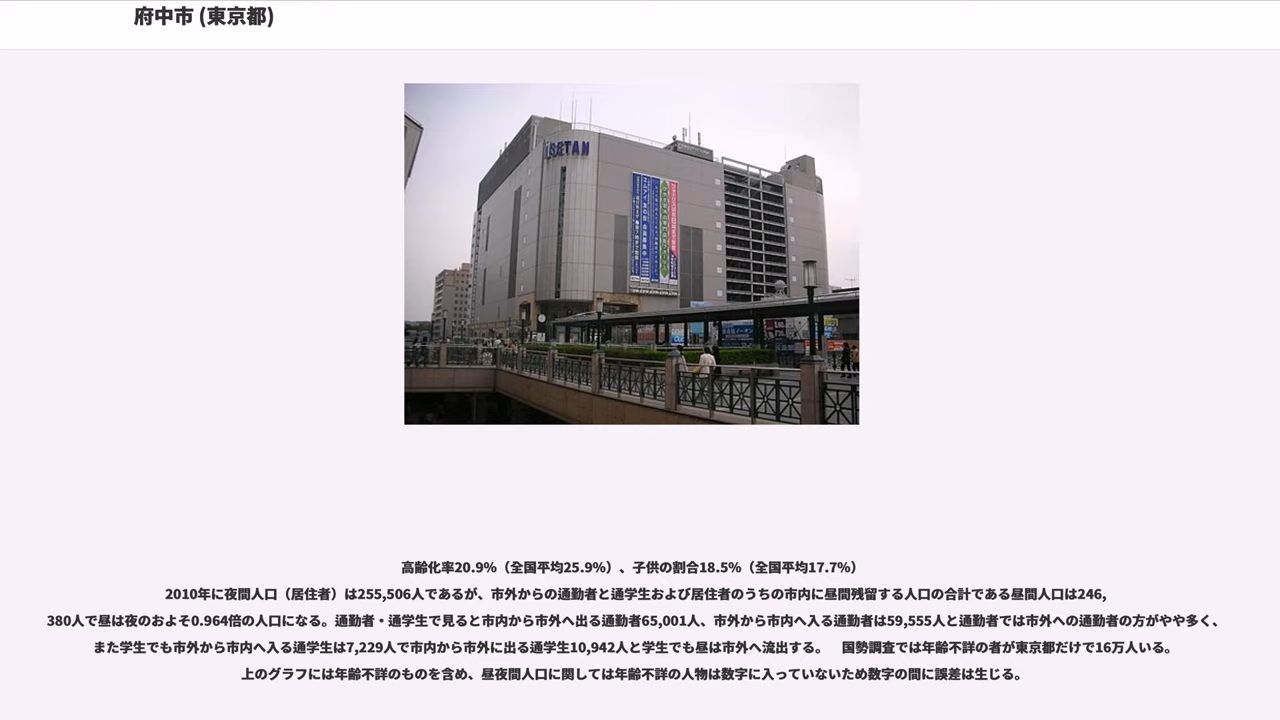 府中市 (東京都)
ISETAN
高齢化率20.9%（全国平均25.9%）、子供の割合18.5%（全国平均17.7%）
2010年に夜間人口（居住者）は255,506人であるが、市外からの通勤者と通学生および居住者のうちの市内に昼間残留する人口の合計である昼間人口は246,
380人で昼は夜のおよそ0.964倍の人口になる。通勤者・通学生で見ると市内から市外へ出る通勤者65,001人、市外から市内へ入る通勤者は59,555人と通勤者では市外への通勤者の方がやや多く、
また学生でも市外から市内へ入る通学生は7,229人で市内から市外に出る通学生10,942人と学生でも昼は市外へ流出する。　国勢調査では年齢不詳の者が東京都だけで16万人いる。
上のグラフには年齢不詳のものを含め、昼夜間人口に関しては年齢不詳の人物は数字に入っていないため数字の間に誤差は生じる。